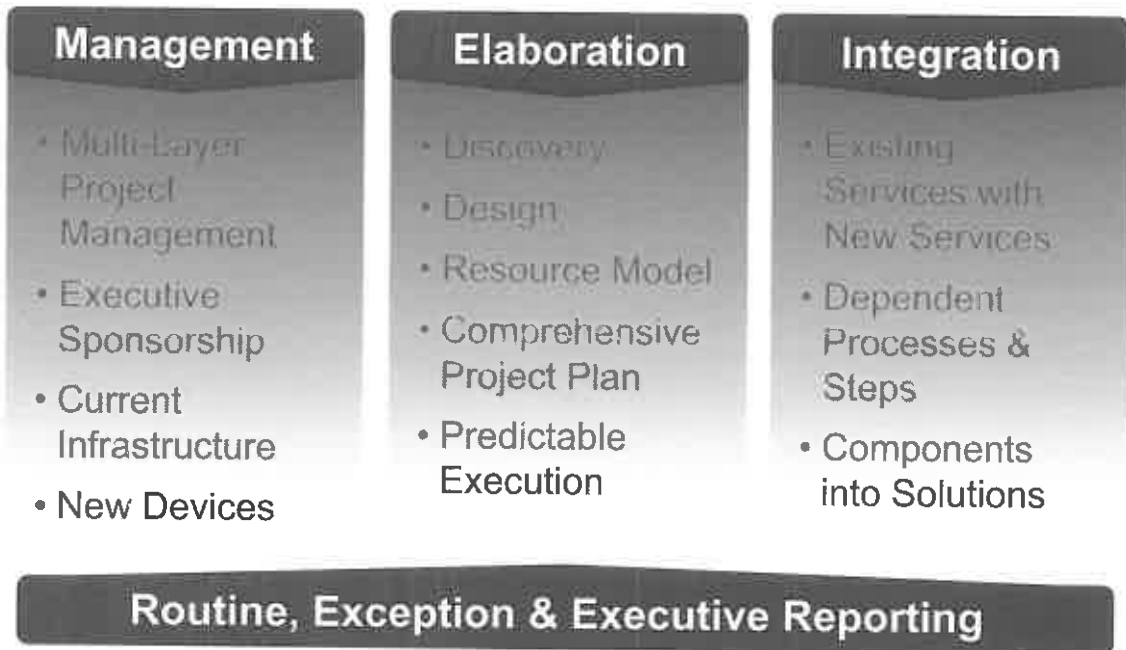 Management
• Multi-Layer
Project
Management
• Executive
Sponsorship
• Current
Infrastructure
• New Devices
Elaboration
• Discovery
• Design
• Resource Model
• Comprehensive
Project Plan
• Predictable
Execution
Integration
• Existing
Services with
New Services
• Dependent
Processes &
Steps
• Components
into Solutions
Routine, Exception & Executive Reporting